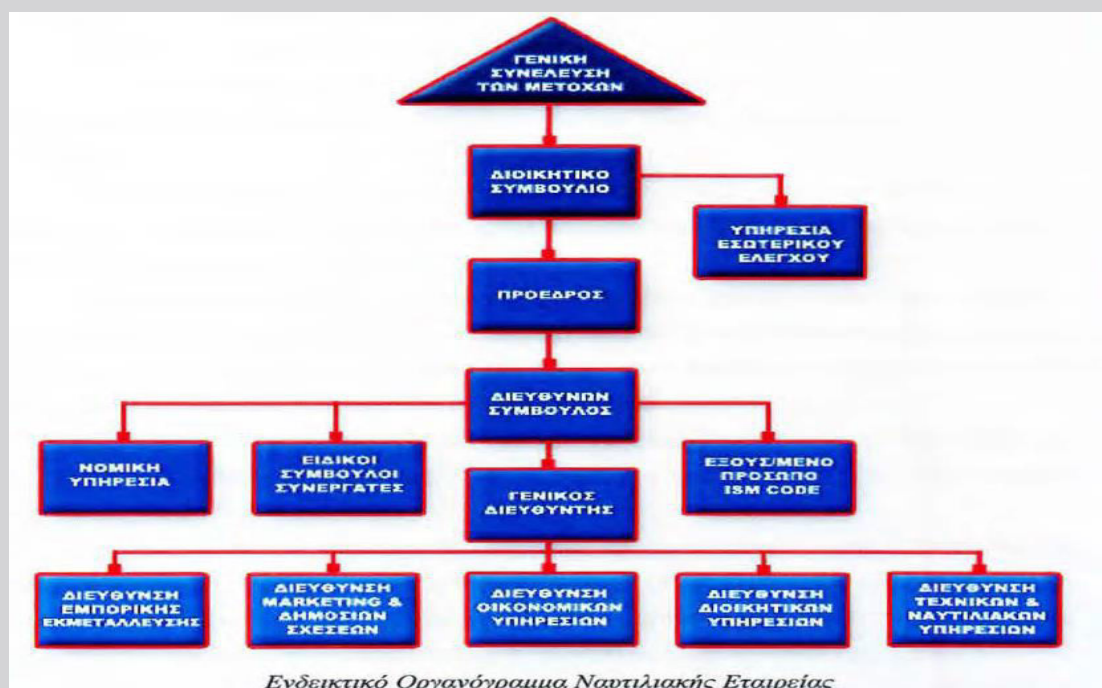 ΓΕΝΙΚΗ
ΣΥΝΕΛΕΥΣΗ
ΤΩΝ ΜΕΤΟΧΩΝ
ΔΙΟΙΚΗΤΙΚΟ
ΣΥΜΒΟΥΛΙΟ
ΥΠΗΡΕΣΙΑ
ΕΣΩΤΕΡΙΚΟΥ
ΕΛΕΓΧΟΥ
ΠΡΟΕΔΡΟΣ
ΔΙΕΥΘΥΝΩΝ
ΣΥΜΒΟΥΛΟΣ
ΝΟΜΙΚΗ
ΥΠΗΡΕΣΙΑ
ΕΙΔΙΚΟΙ
ΣΥΜΒΟΥΛΟΙ
ΣΥΝΕΡΓΑΤΕΣ
ΕΞΟΥΣ/ΜΕΝΟ
ΠΡΟΣΩΠΟ
ISM CODE
ΓΕΝΙΚΟΣ
ΔΙΕΥΘΥΝΤΗΣ
ΔΙΕΥΘΥΝΣΗ
ΕΜΠΟΡΙΚΗΣ
ΕΚΜΕΤΑΛΛΕΥΣΗΣ
ΔΙΕΥΘΥΝΣΗ
MARKETING &
ΔΗΜΟΣΙΩΝ
ΣΧΕΣΕΩΝ
ΔΙΕΥΘΥΝΣΗ
ΟΙΚΟΝΟΜΙΚΩΝ
ΥΠΗΡΕΣΙΩΝ
ΔΙΕΥΘΥΝΣΗ
ΔΙΟΙΚΗΤΙΚΩΝ
ΥΠΗΡΕΣΙΩΝ
ΔΙΕΥΘΥΝΣΗ
ΤΕΧΝΙΚΩΝ &
ΝΑΥΤΙΛΙΑΚΩΝ
ΥΠΗΡΕΣΙΩΝ
Ενδεικτικό Οργανόγραμμα Ναυτιλιακής Εταιρείας